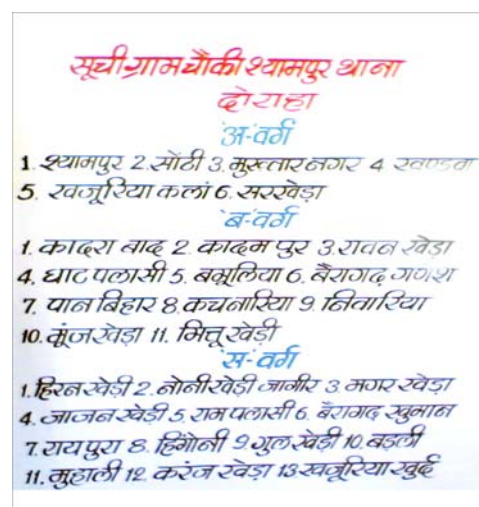 सूची ग्राम चौकी श्यामपुर थाना
दोराहा
'अ'-वर्ग
1. श्यामपुर 2. सोंटी 3. मुख्तार नगर 4 खण्डवा
5. खजूरिया कलां 6. सरखेड़ा
'ब'-वर्ग
1. कादरा बाद 2. कादम पुर 3. रावन खेड़ा
4. घाट पलासी 5. बमूलिया 6. बैरागढ़ गणेश
7. पान बिहार 8. कचनारिया 9. नितारिया
10. कूंज खेड़ा 11. मित्तू खेड़ी
'स'-वर्ग
1. हिरन खेड़ी 2. नोनी खेड़ी जागीर 3 मगर खेड़ा
4. जाजन खेड़ी 5. राम पलासी 6. बैरागढ़ खुमान
7. राय पुरा 8. हिंगोनी 9. गुल खेड़ी 10. बड़ली
11. मुहाली 12. करंज खेड़ा 13 खजूरिया खुर्द